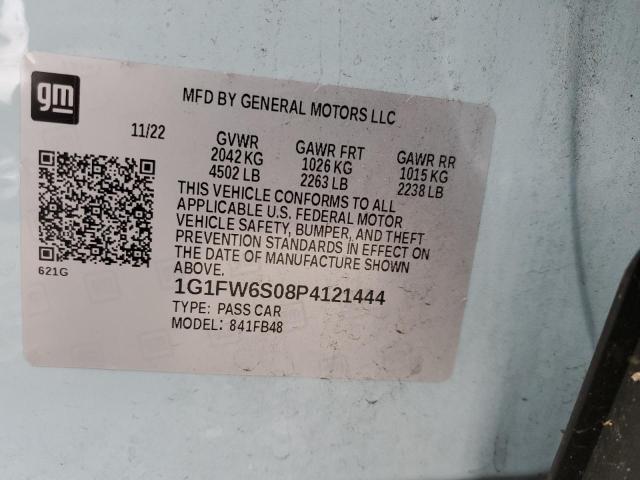 gm
MFD BY GENERAL MOTORS LLC
11/22
GVWR GAWR FRT GAWR RR
2042 KG 1026 KG 1015 KG
4502 LB 2263 LB 2238 LB
THIS VEHICLE CONFORMS TO ALL
APPLICABLE U.S. FEDERAL MOTOR
VEHICLE SAFETY, BUMPER, AND THEFT
PREVENTION STANDARDS IN EFFECT ON
THE DATE OF MANUFACTURE SHOWN
ABOVE.
621G
1G1FW6S08P4121444
TYPE: PASS CAR
MODEL: 841FB48